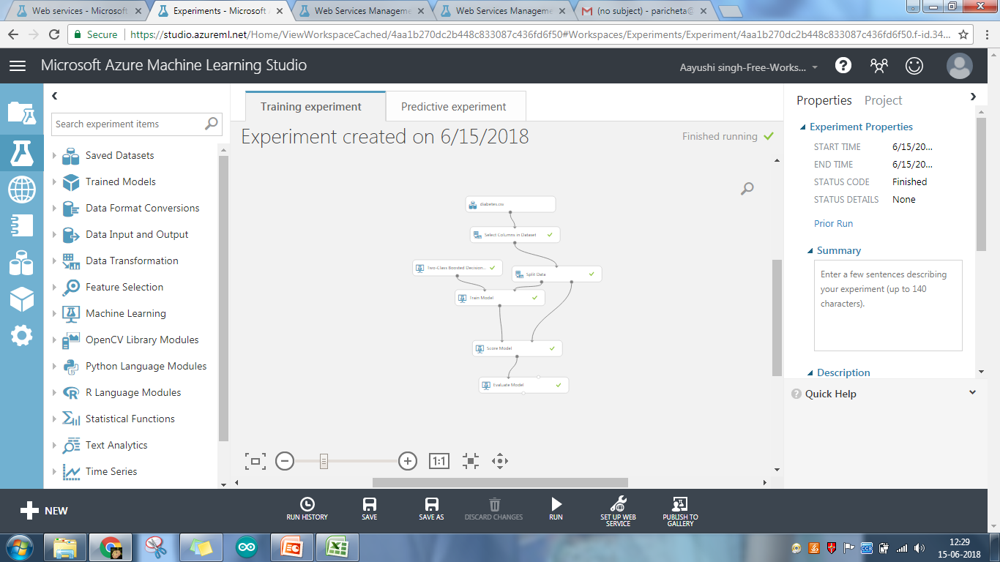 Web services - Microsoft A
Experiments - Microsoft A
Web Services Manageme
Web Services Manageme
(no subject) - paricheta@
Secure
https://studio.azureml.net/Home/ViewWorkspaceCached/4aa1b270dc2b448c833087c436fd6f50#Workspaces/Experiments/Experiment/4aa1b270dc2b448c833087c436fd6f50.f-id.34...
Microsoft Azure Machine Learning Studio
Aayushi singh-Free-Works...
Search experiment items
Saved Datasets
Trained Models
Data Format Conversions
Data Input and Output
Data Transformation
Feature Selection
Machine Learning
OpenCV Library Modules
Python Language Modules
R Language Modules
Statistical Functions
Text Analytics
Time Series
Training experiment
Predictive experiment
Experiment created on 6/15/2018
Finished running
diabetes.csv
Select Columns in Dataset
Two-Class Boosted Decision...
Split Data
Train Model
Score Model
Evaluate Model
1:1
Properties
Project
Experiment Properties
START TIME 6/15/20...
END TIME 6/15/20...
STATUS CODE Finished
STATUS DETAILS None
Prior Run
Summary
Enter a few sentences describing
your experiment (up to 140
characters).
Description
Quick Help
NEW
RUN HISTORY
SAVE
SAVE AS
DISCARD CHANGES
RUN
SET UP WEB
SERVICE
PUBLISH TO
GALLERY
12:29
15-06-2018